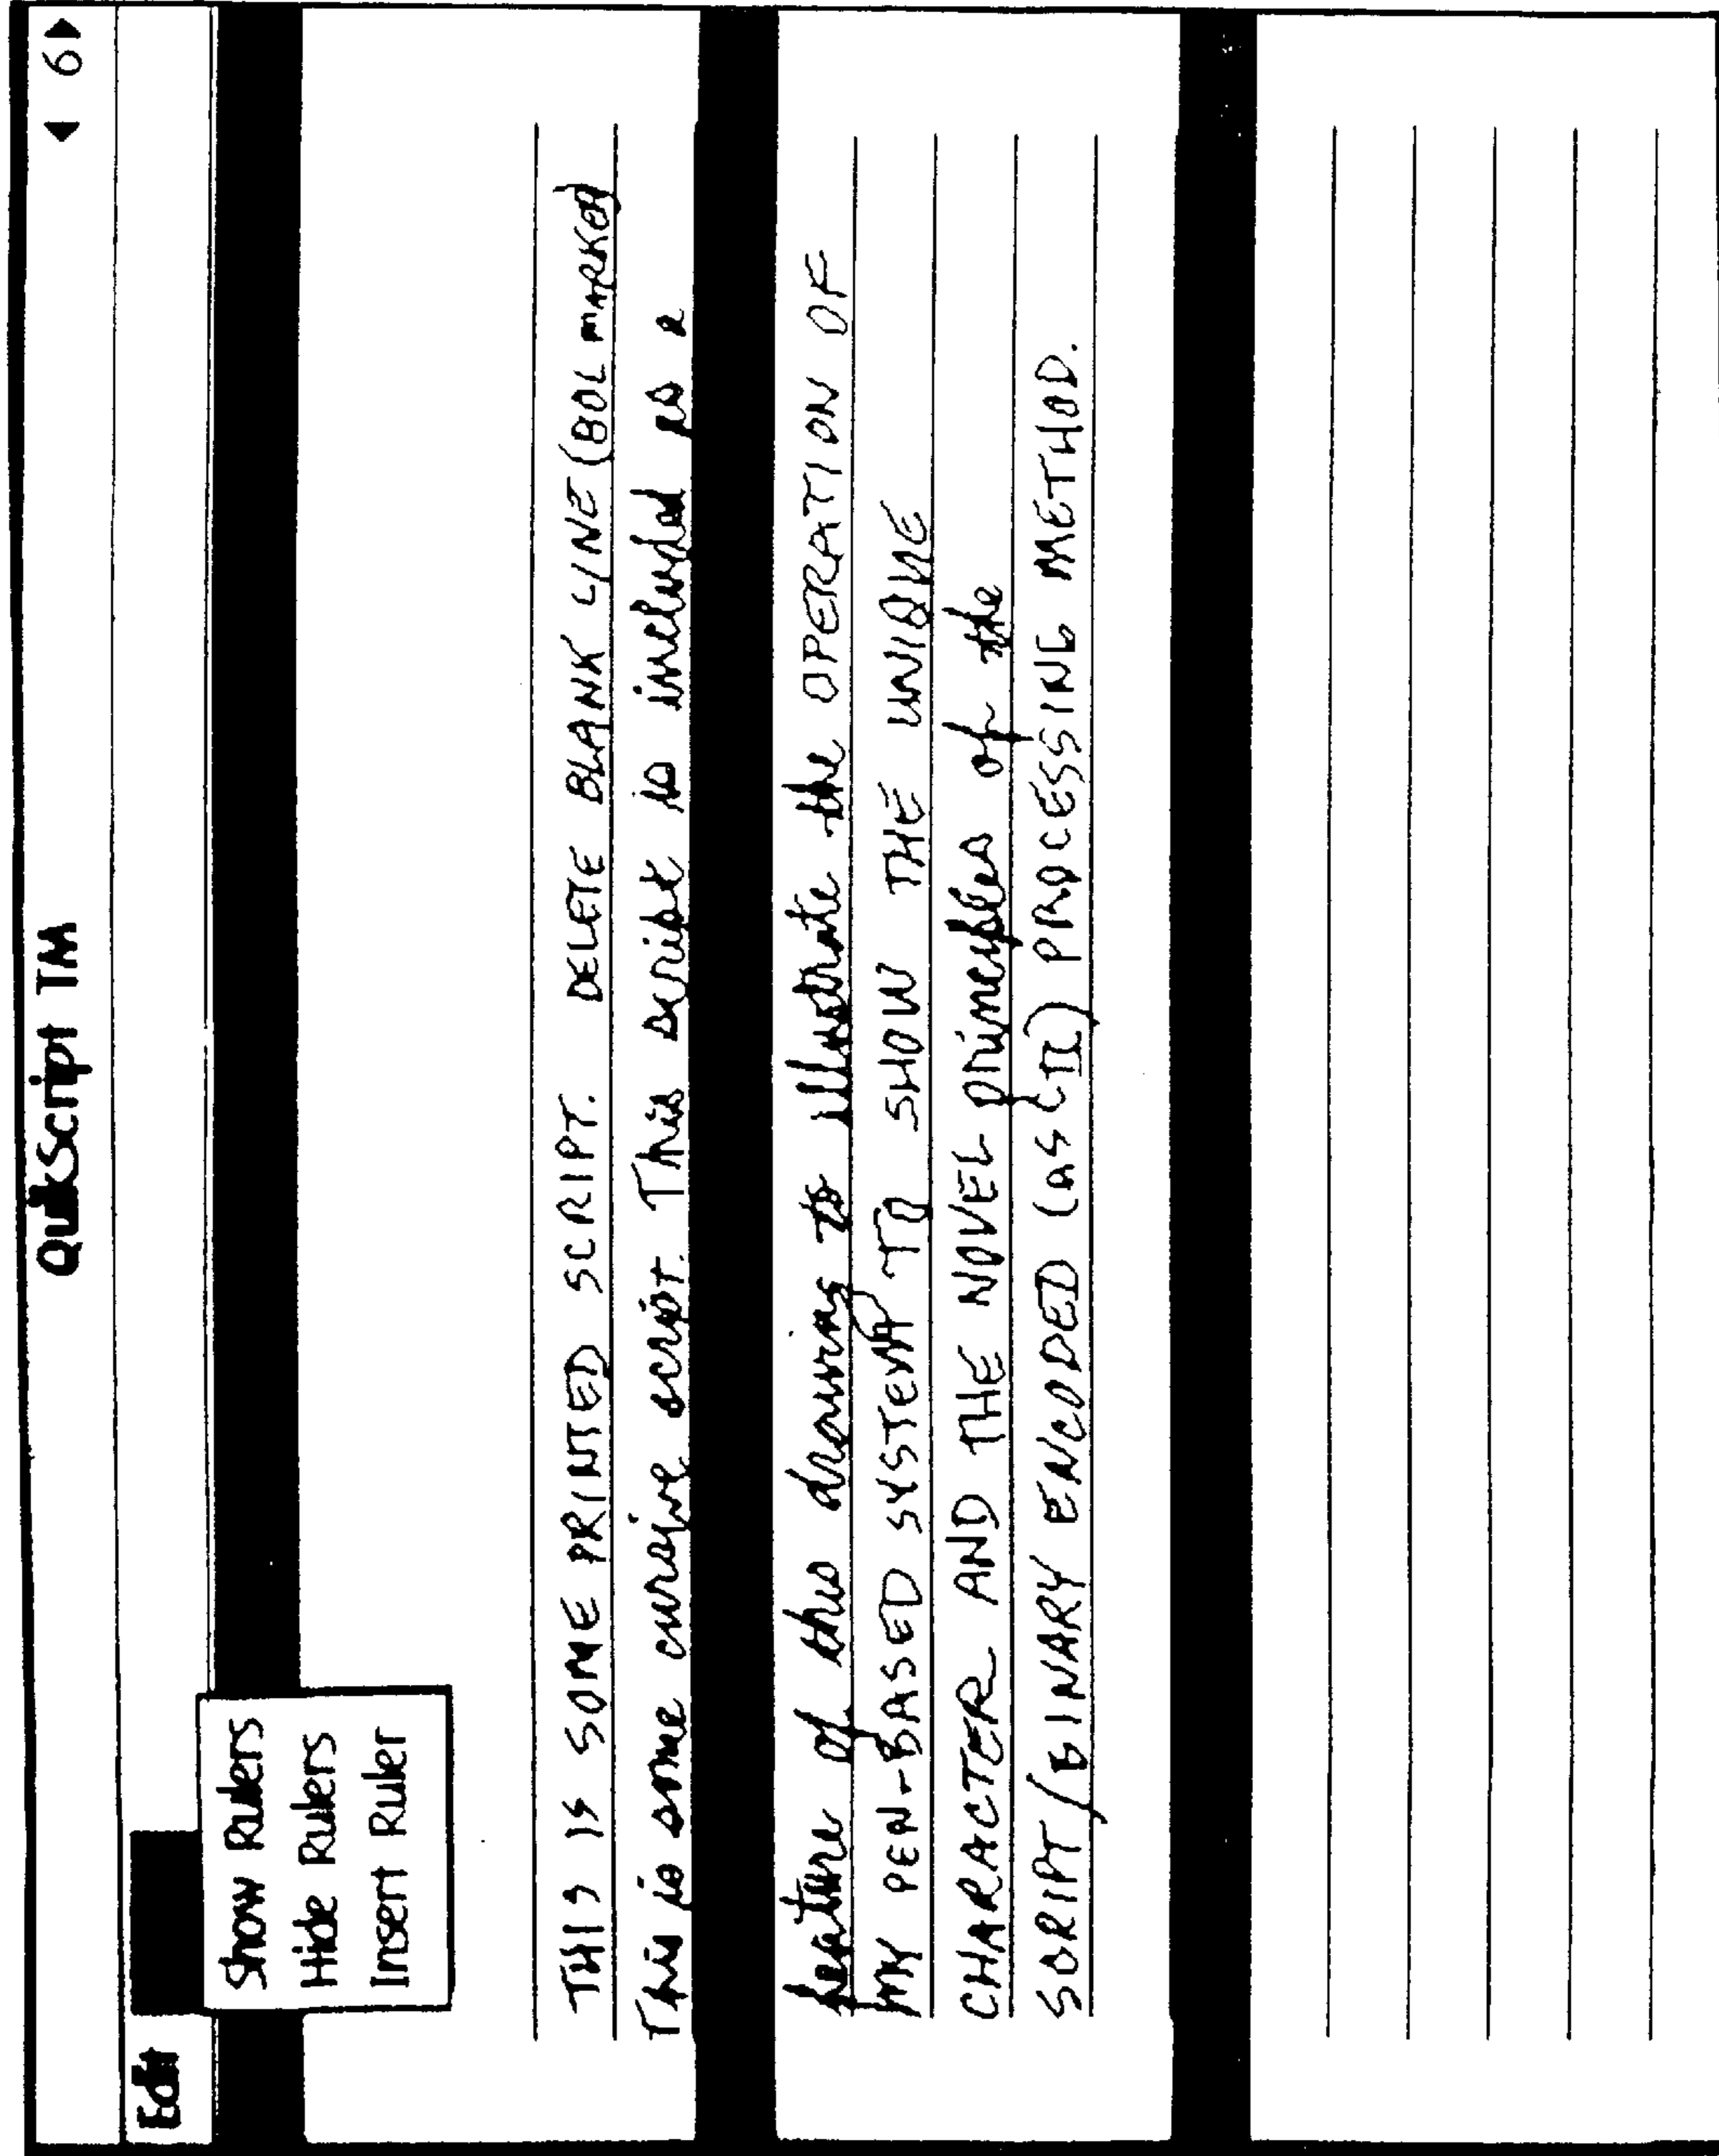 QuikScript TM
◀ 6▶
Edit
Show Rulers
Hide Rulers
Insert Ruler
THIS IS SOME PRINTED SCRIPT. DELETE BLANK LINE (BOL MARKED
This is some cursive script. This script is included as a
feature of this drawing to illustrate the OPERATION OF
MY PEN-BASED SYSTEM TO SHOW THE UNIQUE
CHARACTER AND THE NOVEL principles of the
SCRIPT/BINARY ENCODED (ASCII) PROCESSING METHOD.